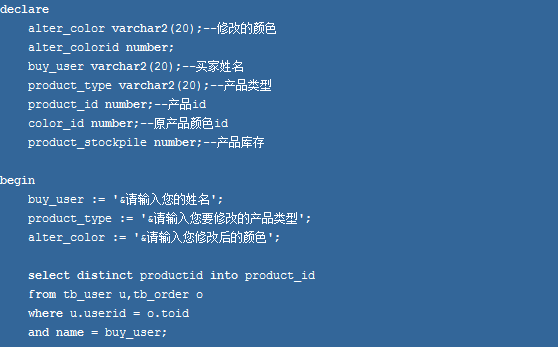 declare
alter_color varchar2(20);--修改的颜色
alter_colorid number;
buy_user varchar2(20);--买家姓名
product_type varchar2(20);--产品类型
product_id number;--产品id
color_id number;--原产品颜色id
product_stockpile number;--产品库存
begin
buy_user := '&请输入您的姓名';
product_type := '&请输入您要修改的产品类型';
alter_color := '&请输入您修改后的颜色';
select distinct productid into product_id
from tb_user u,tb_order o
where u.userid = o.toid
and name = buy_user;